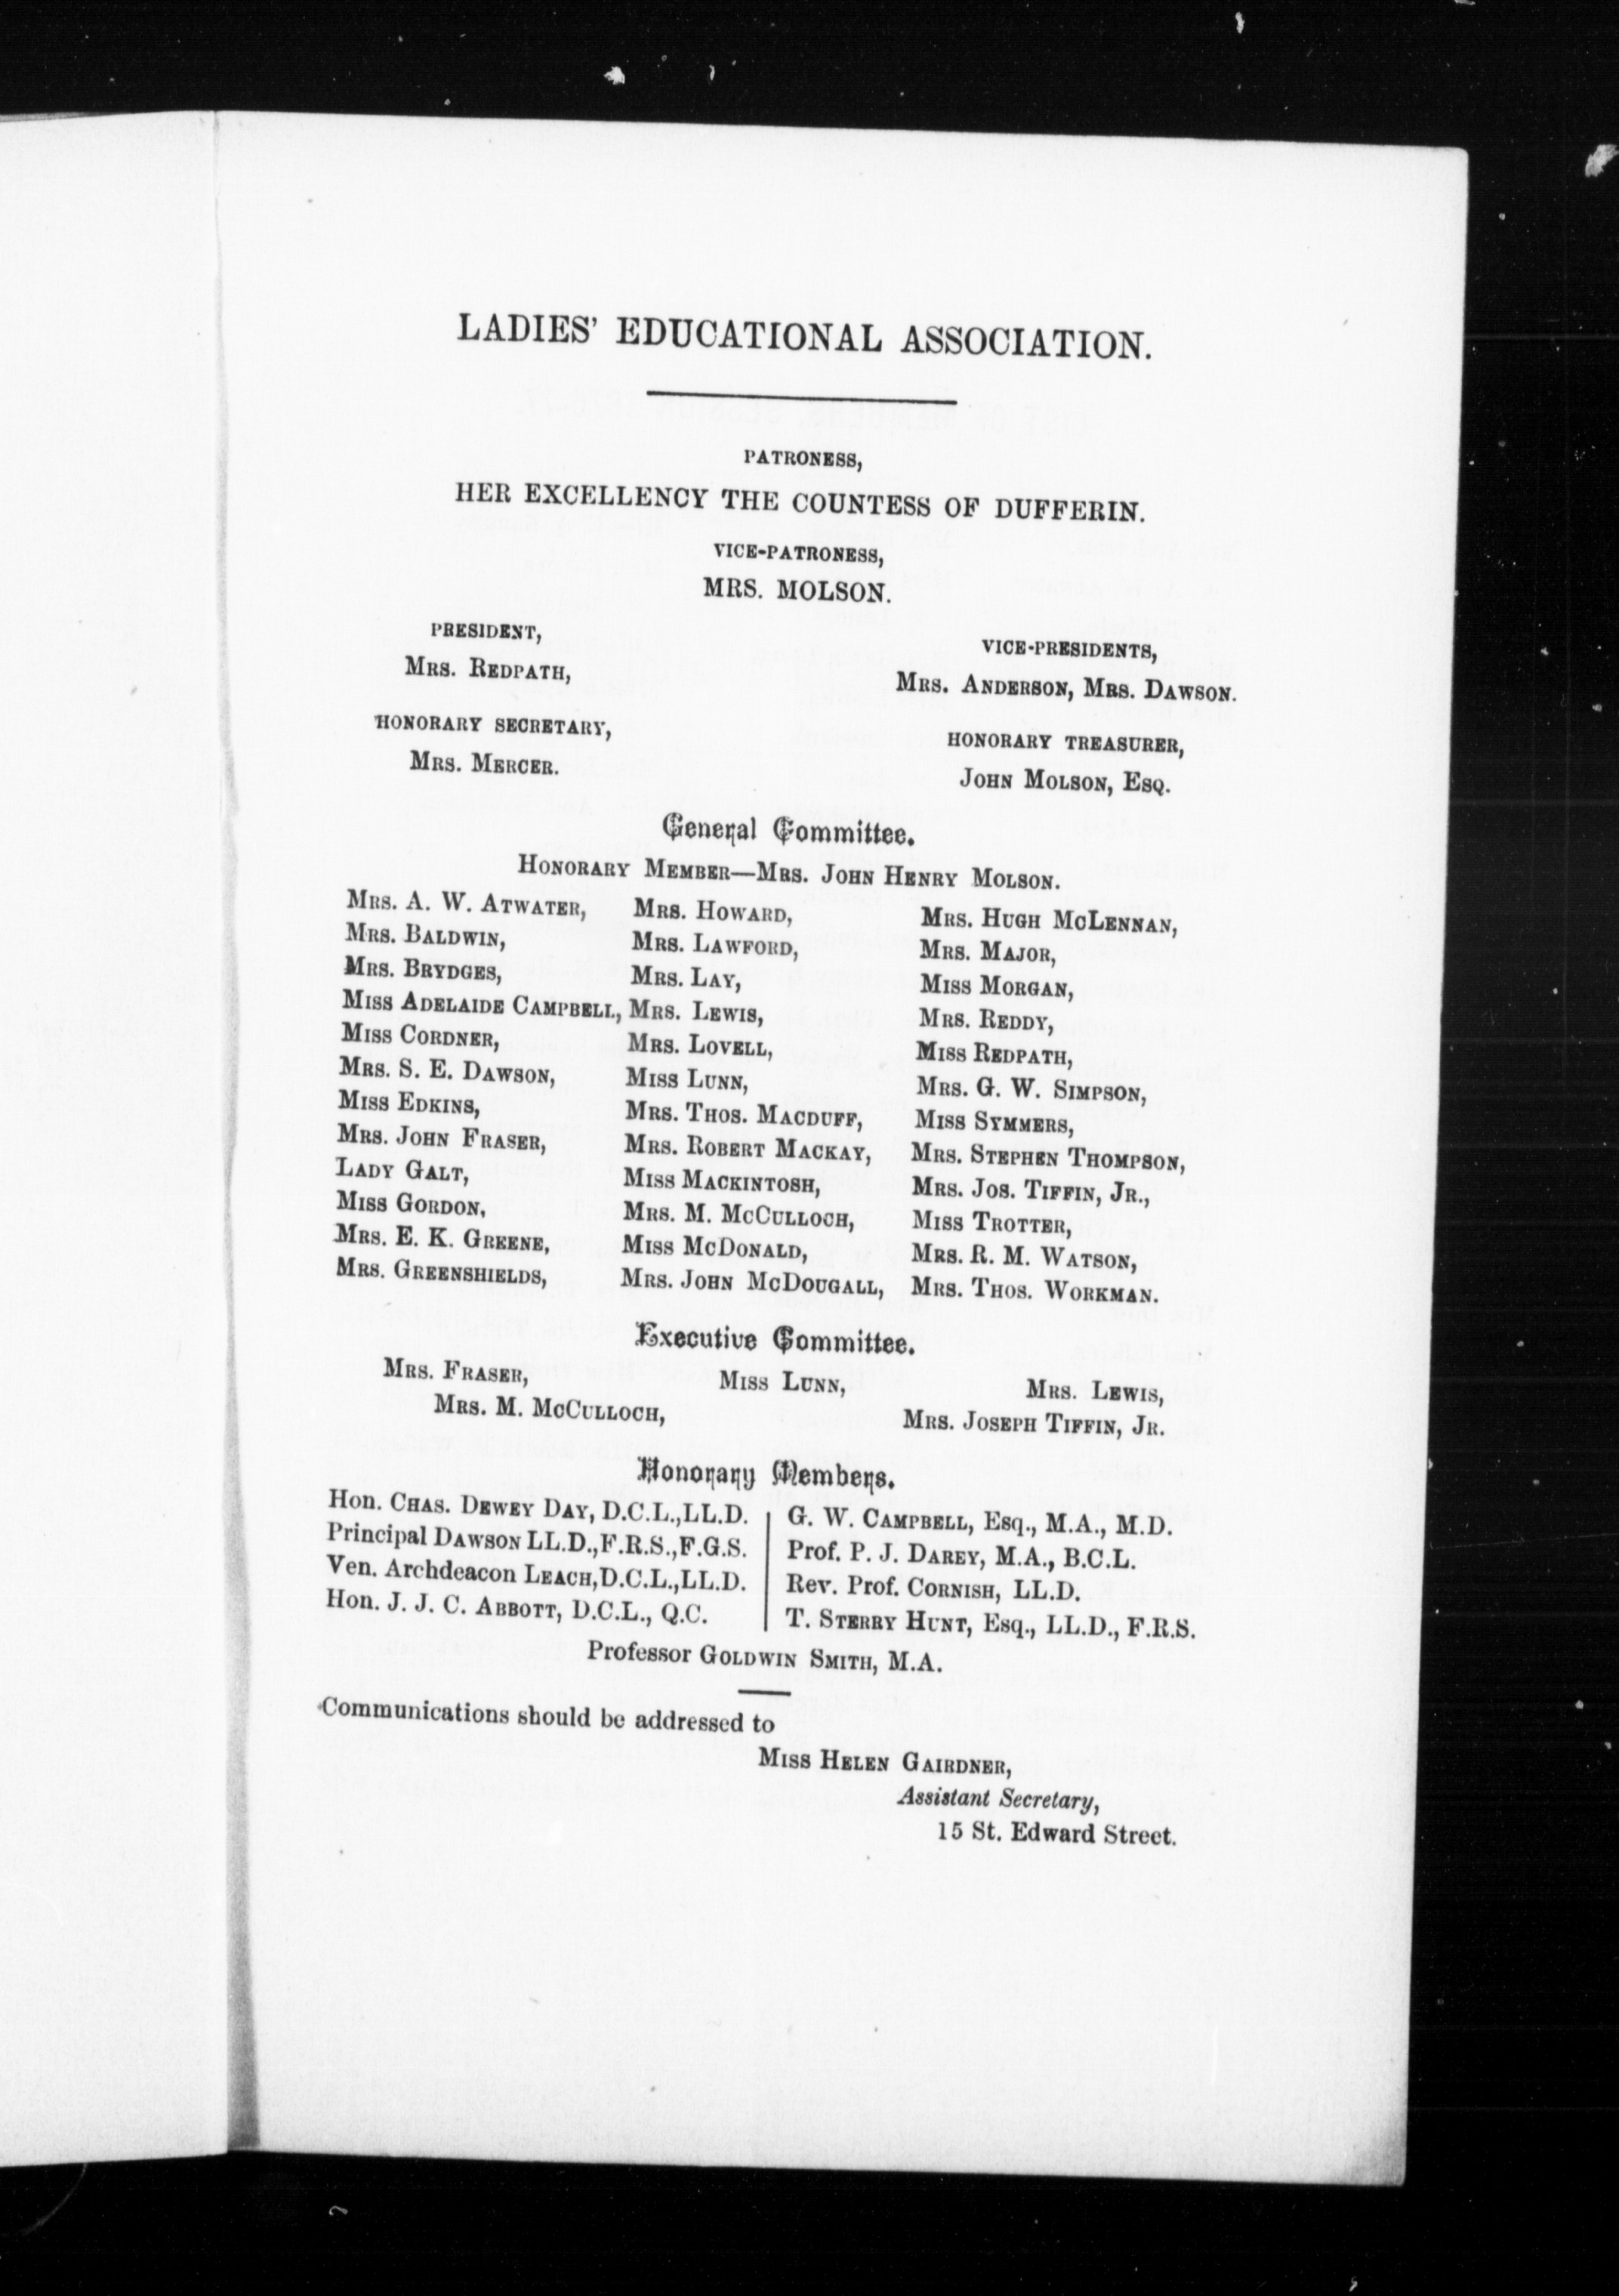 LADIES' EDUCATIONAL ASSOCIATION.
PATRONESS,
HER EXCELLENCY THE COUNTESS OF DUFFERIN.
VICE-PATRONESS,
MRS. MOLSON.
PRESIDENT,
MRS. REDPATH,
VICE-PRESIDENTS,
MRS. ANDERSON, MRS. DAWSON.
HONORARY SECRETARY,
MRS. MERCER.
HONORARY TREASURER,
JOHN MOLSON, ESQ.
General Committee.
HONORARY MEMBER—MRS. JOHN HENRY MOLSON.
MRS. A. W. ATWATER,
MRS. BALDWIN,
MRS. BRYDGES,
MISS ADELAIDE CAMPBELL,
MISS CORDNER,
MRS. S. E. DAWSON,
MISS EDKINS,
MRS. JOHN FRASER,
LADY GALT,
MISS GORDON,
MRS. E. K. GREENE,
MRS. GREENSHIELDS,
MRS. HOWARD,
MRS. LAWFORD,
MRS. LAY,
MRS. LEWIS,
MRS. LOVELL,
MISS LUNN,
MRS. THOS. MACDUFF,
MRS. ROBERT MACKAY,
MISS MACKINTOSH,
MRS. M. McCULLOCH,
MISS McDONALD,
MRS. JOHN McDOUGALL,
MRS. HUGH McLENNAN,
MRS. MAJOR,
MISS MORGAN,
MRS. REDDY,
MISS REDPATH,
MRS. G. W. SIMPSON,
MISS SYMMERS,
MRS. STEPHEN THOMPSON,
MRS. JOS. TIFFIN, JR.,
MISS TROTTER,
MRS. R. M. WATSON,
MRS. THOS. WORKMAN.
Executive Committee.
MRS. FRASER, MISS LUNN, MRS. LEWIS,
MRS. M. McCULLOCH, MRS. JOSEPH TIFFIN, JR.
Honorary Members.
Hon. CHAS. DEWEY DAY, D.C.L.,LL.D.
Principal DAWSON LL.D.,F.R.S.,F.G.S.
Ven. Archdeacon LEACH,D.C.L.,LL.D.
Hon. J. J. C. ABBOTT, D.C.L., Q.C.
G. W. CAMPBELL, Esq., M.A., M.D.
Prof. P. J. DAREY, M.A., B.C.L.
Rev. Prof. CORNISH, LL.D.
T. STERRY HUNT, Esq., LL.D., F.R.S.
Professor GOLDWIN SMITH, M.A.
Communications should be addressed to
MISS HELEN GAIRDNER,
Assistant Secretary,
15 St. Edward Street.